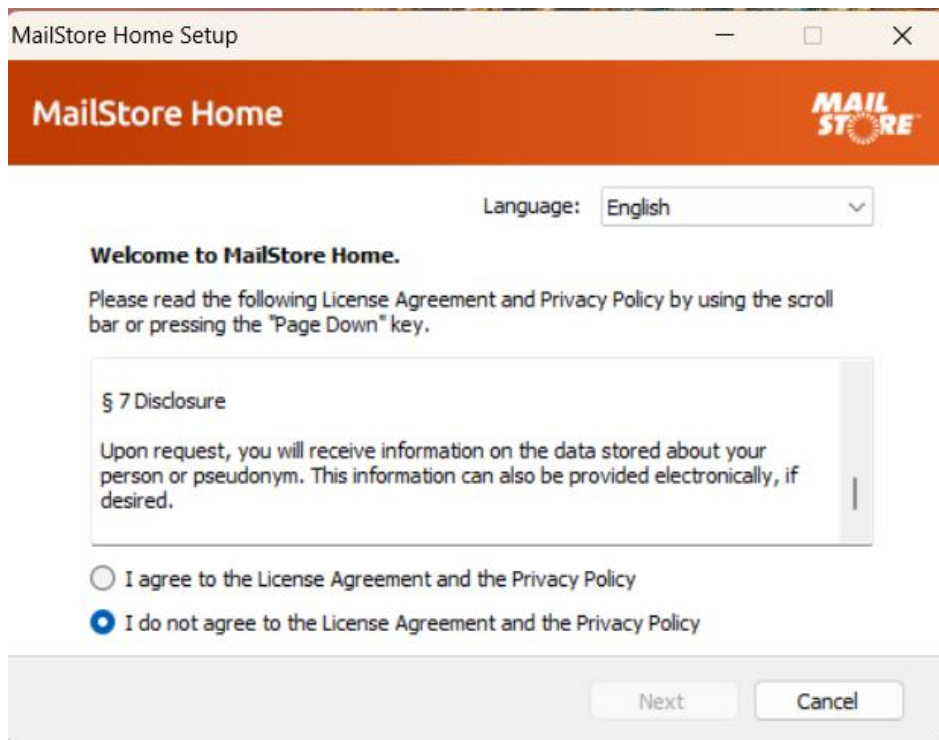 MailStore Home Setup
MailStore Home
MAIL
STORE
Language: English
Welcome to MailStore Home.
Please read the following License Agreement and Privacy Policy by using the scroll
bar or pressing the "Page Down" key.
§ 7 Disclosure
Upon request, you will receive information on the data stored about your
person or pseudonym. This information can also be provided electronically, if
desired.
I agree to the License Agreement and the Privacy Policy
I do not agree to the License Agreement and the Privacy Policy
Next
Cancel